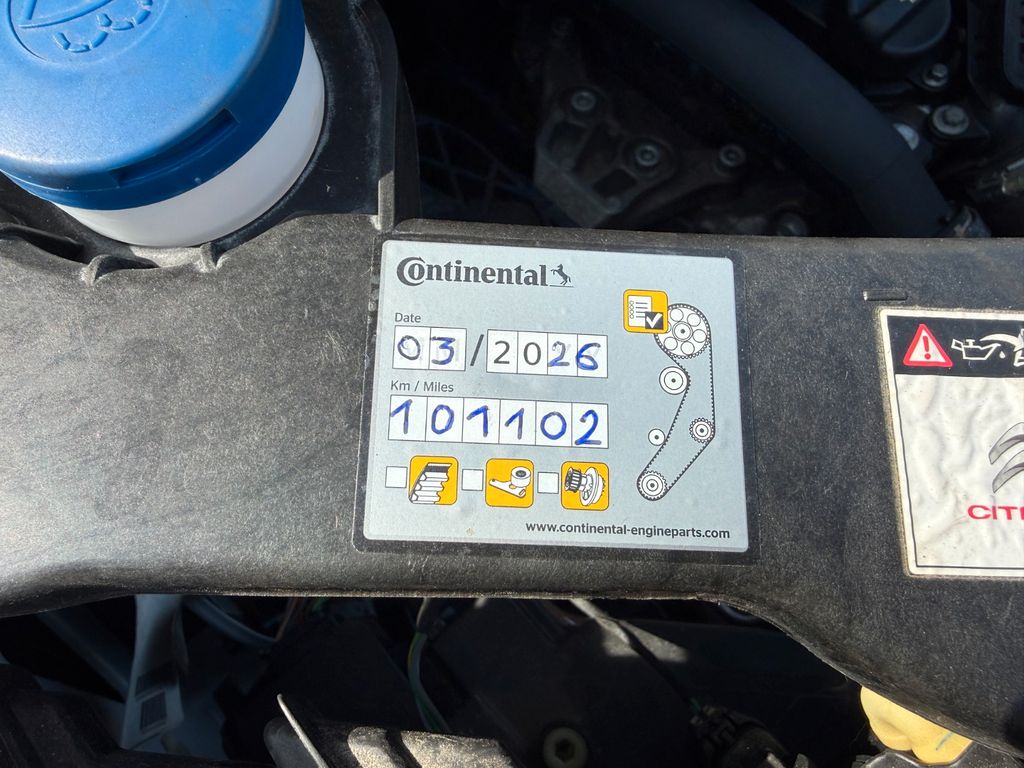 Continental
Date
03/2026
Km / Miles
101102
www.continental-engineparts.com
CIT